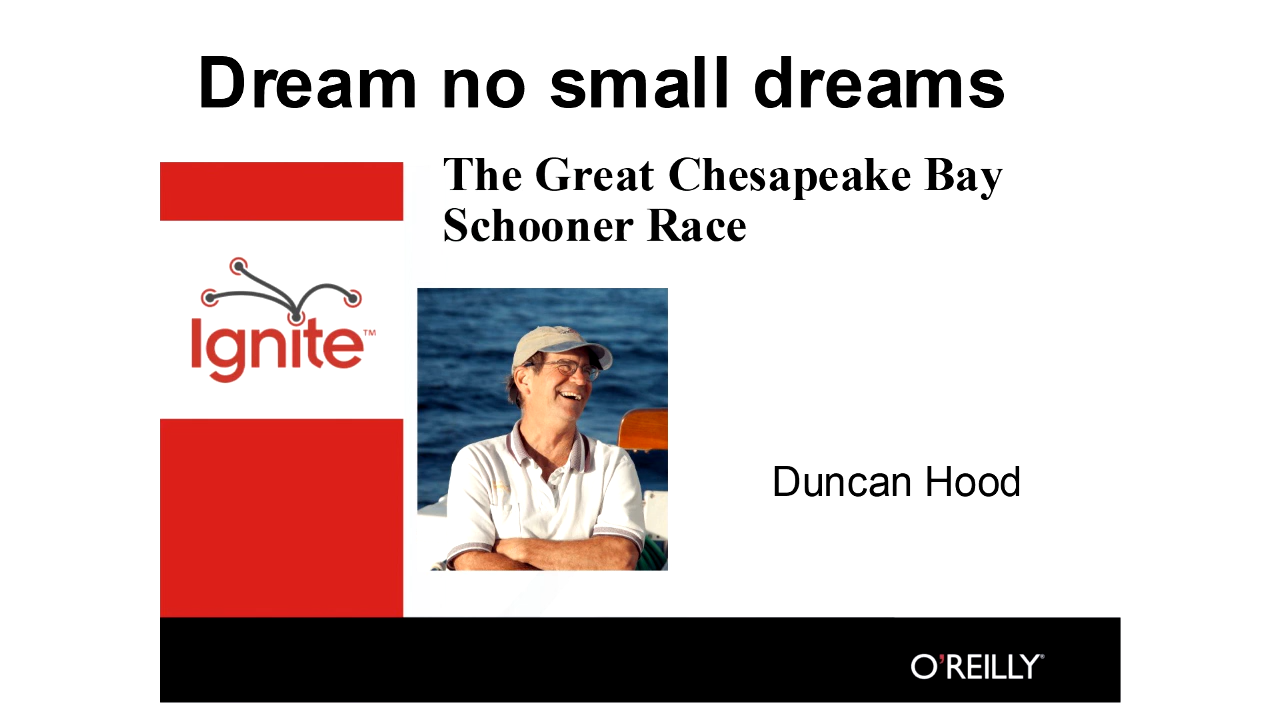 Dream no small dreams
The Great Chesapeake Bay
Schooner Race
Ignite™
Duncan Hood
O'REILLY®